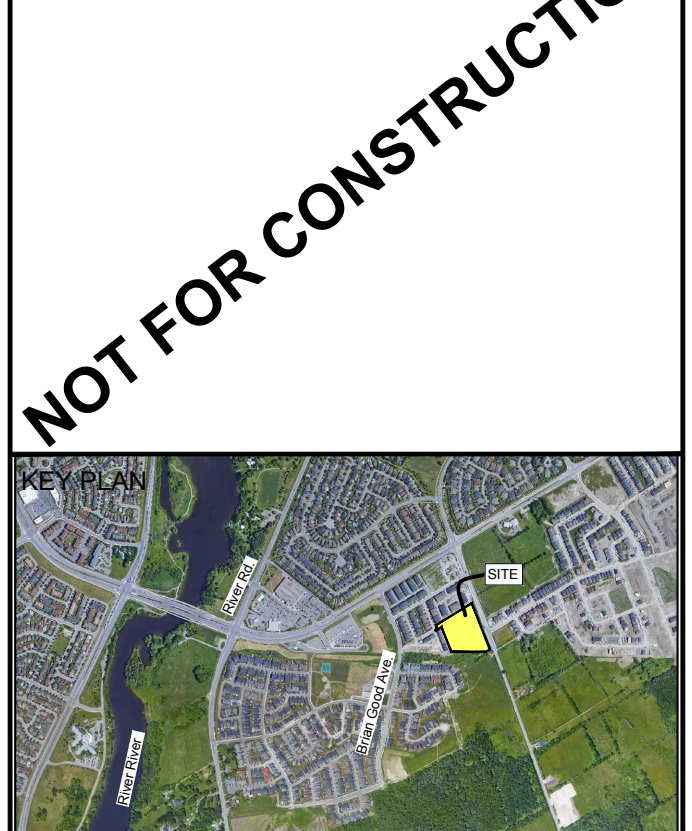 NOT FOR CONSTRUCTIO
KEY PLAN
SITE
River Rd.
Brian Good Ave.
River River